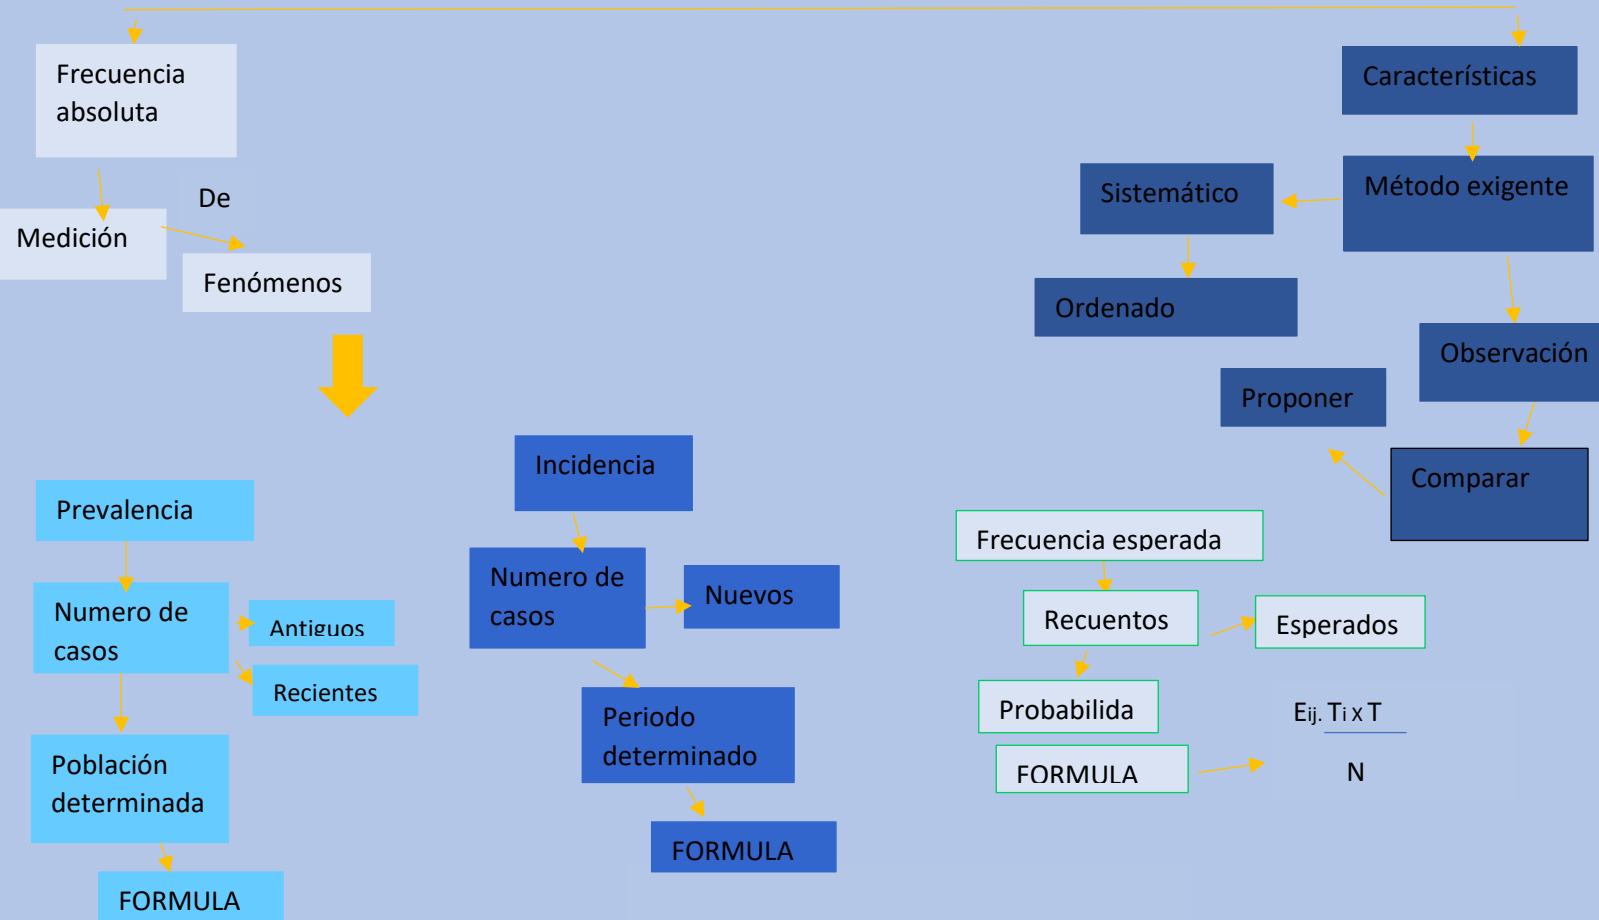 Frecuencia
absoluta
De
Medición
Fenómenos
Características
Método exigente
Sistemático
Ordenado
Observación
Proponer
Comparar
Prevalencia
Numero de
casos
Antiguos
Recientes
Población
determinada
FORMULA
Incidencia
Numero de
casos
Nuevos
Periodo
determinado
FORMULA
Frecuencia esperada
Recuentos
Esperados
Probabilida
FORMULA
Eij. Ti x T
N